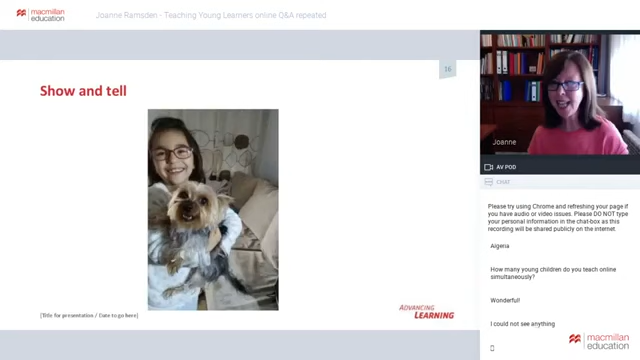 macmillan
education
Joanne Ramsden - Teaching Young Learners online Q&A repeated
16
Show and tell
[Title for presentation / Date to go here]
ADVANCING
LEARNING
Joanne
AV POD
CHAT
Please try using Chrome and refreshing your page if
you have audio or video issues. Please DO NOT type
your personal information in the chat-box as this
recording will be shared publicly on the internet.
Algeria
How many young children do you teach online
simultaneously?
Wonderful!
I could not see anything
macmillan
education